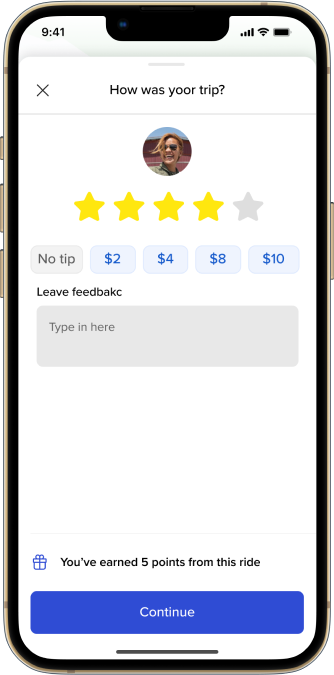 9:41
How was yoor trip?
No tip $2 $4 $8 $10
Leave feedbakc
Type in here
You've earned 5 points from this ride
Continue